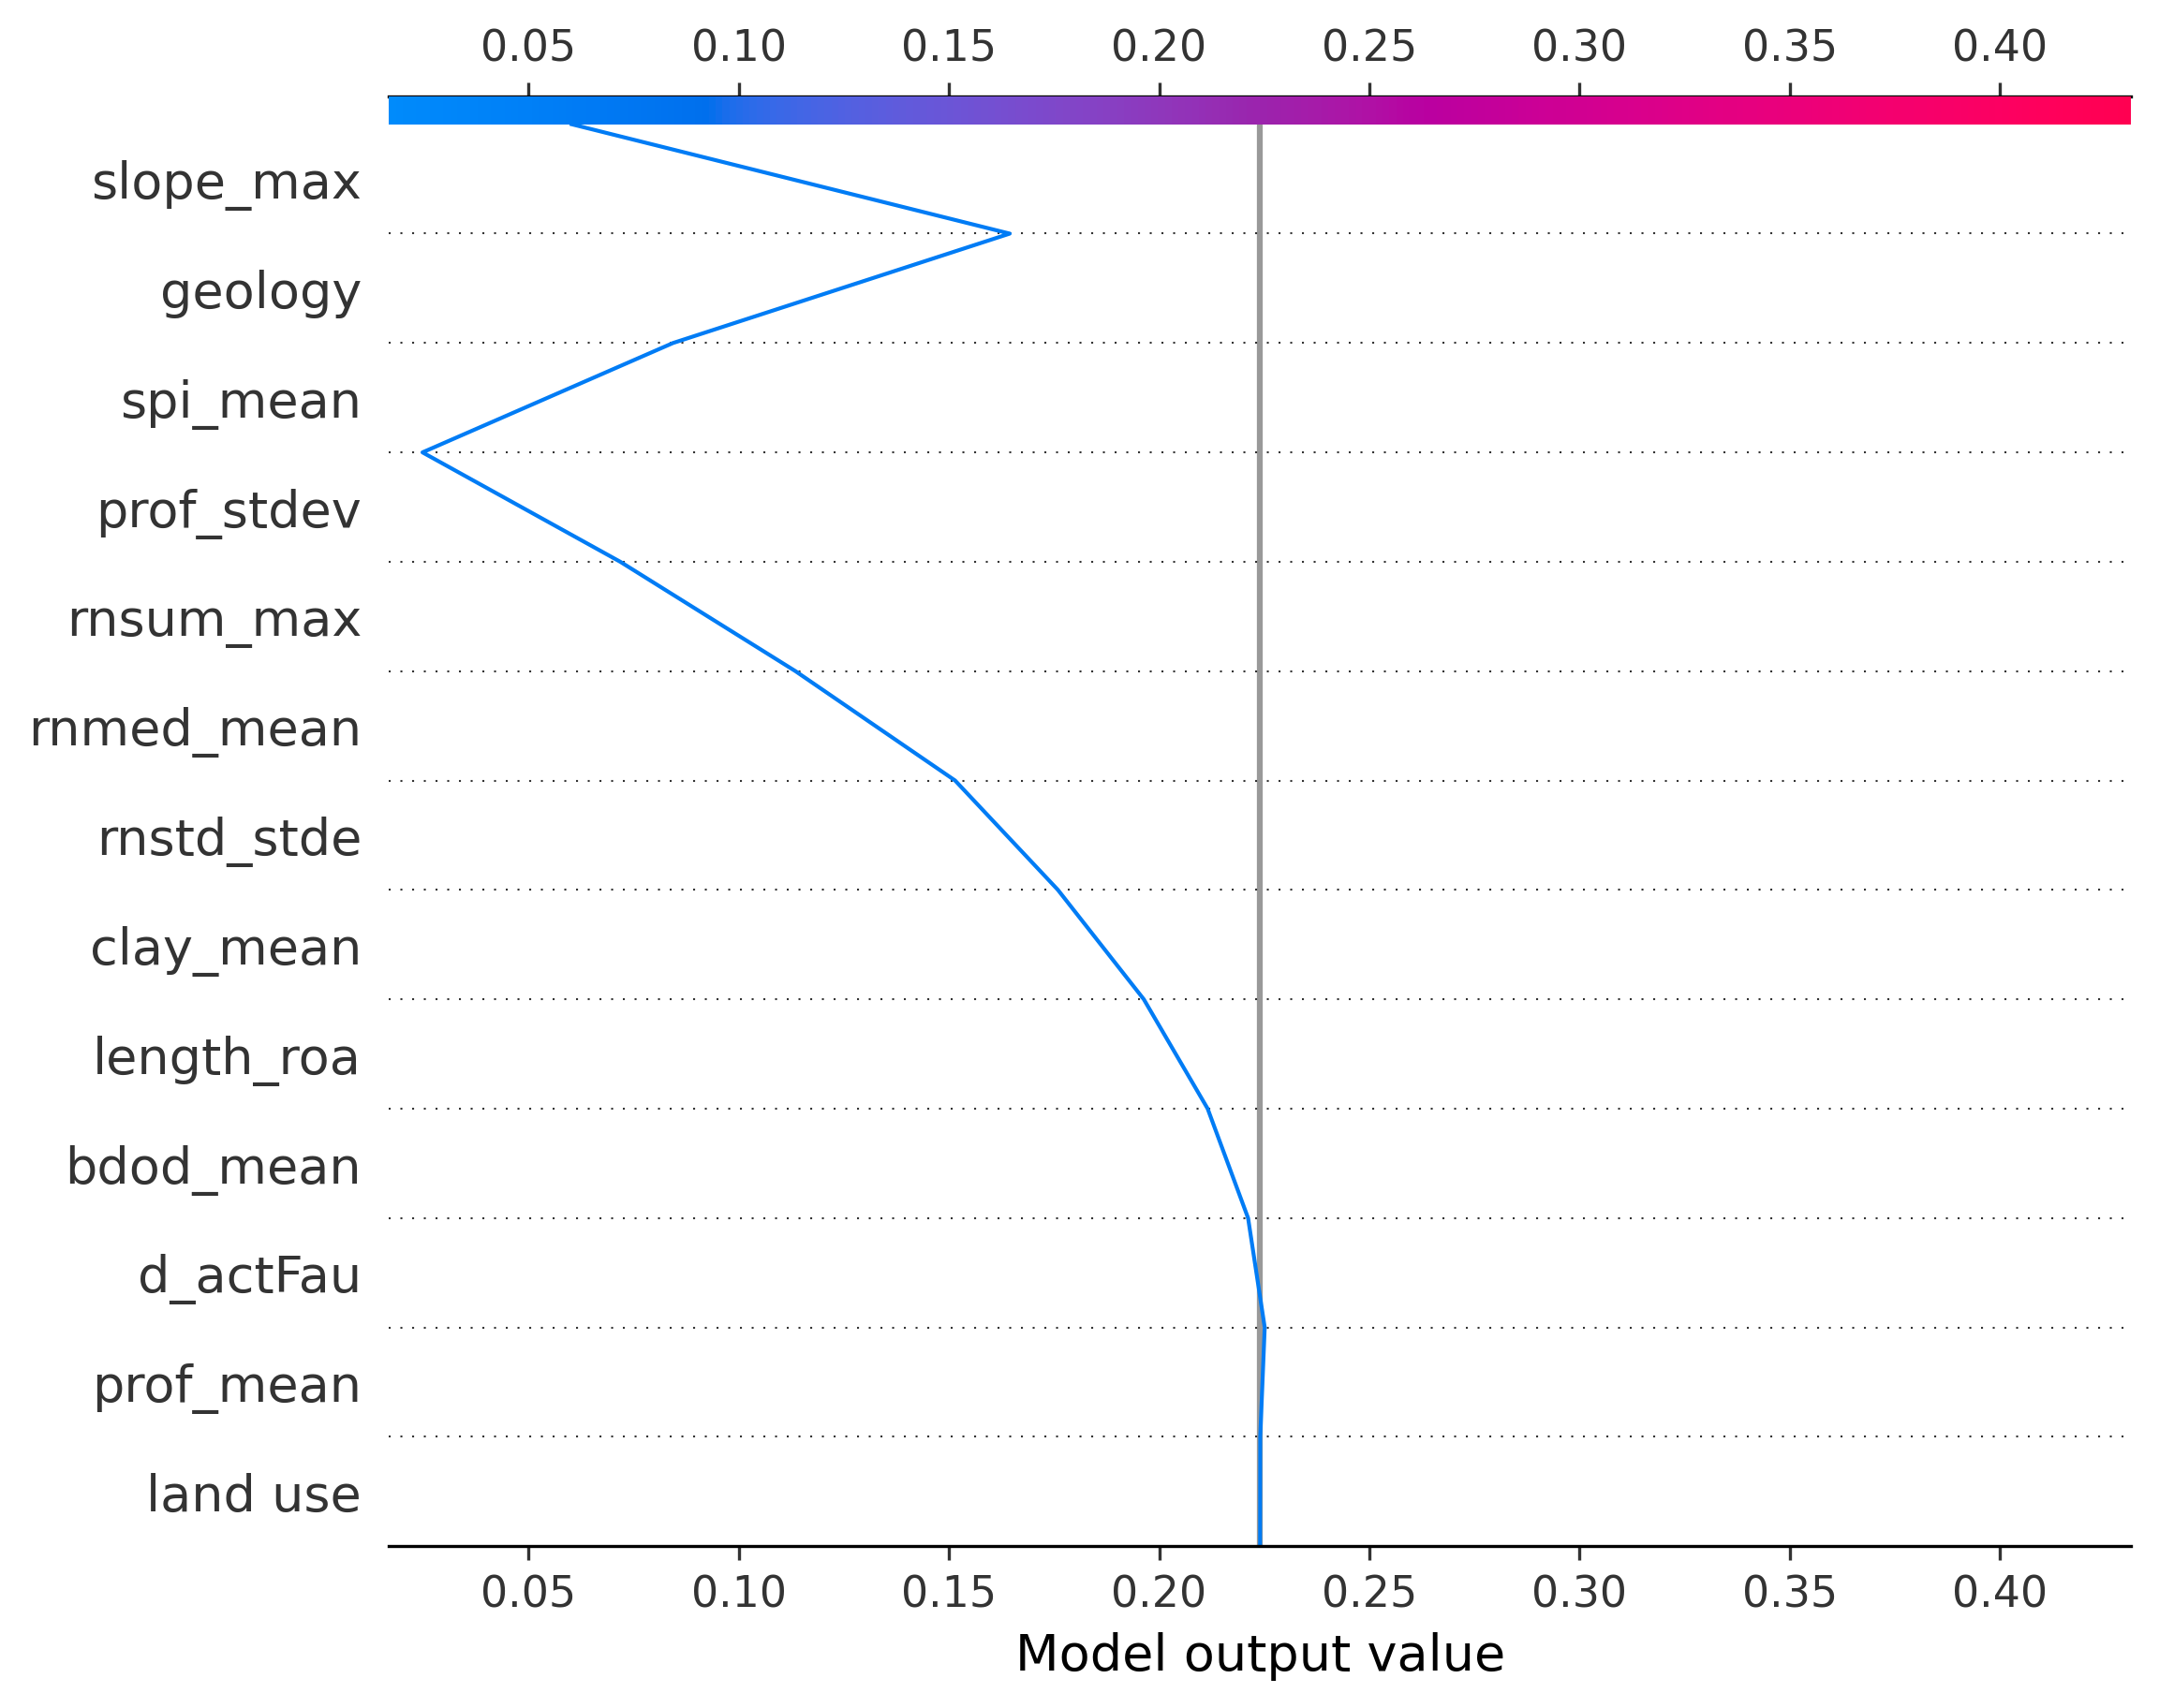 0.05 0.10 0.15 0.20 0.25 0.30 0.35 0.40
slope_max
geology
spi_mean
prof_stdev
rnsum_max
rnmed_mean
rnstd_stde
clay_mean
length_roa
bdod_mean
d_actFau
prof_mean
land use
0.05 0.10 0.15 0.20 0.25 0.30 0.35 0.40
Model output value